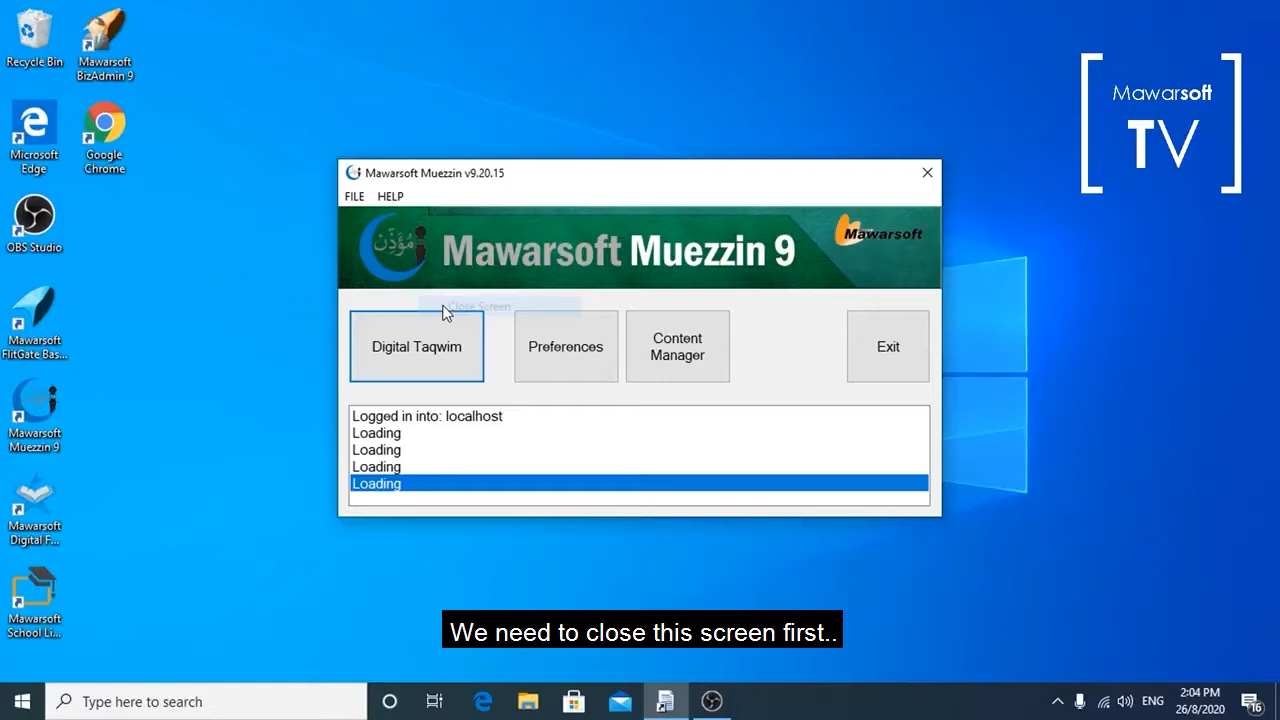 Recycle Bin
Mawarsoft
BizAdmin 9
Microsoft
Edge
Google
Chrome
OBS Studio
Mawarsoft
FlitGate Bas...
Mawarsoft
Muezzin 9
Mawarsoft
Digital F...
Mawarsoft
School Li...
Mawarsoft
TV
Mawarsoft Muezzin v9.20.15
FILE HELP
مُؤَذِّن
Mawarsoft Muezzin 9
Mawarsoft
Close Screen
Digital Taqwim
Preferences
Content
Manager
Exit
Logged in into: localhost
Loading
Loading
Loading
Loading
We need to close this screen first..
Type here to search
ENG
2:04 PM
26/8/2020
16